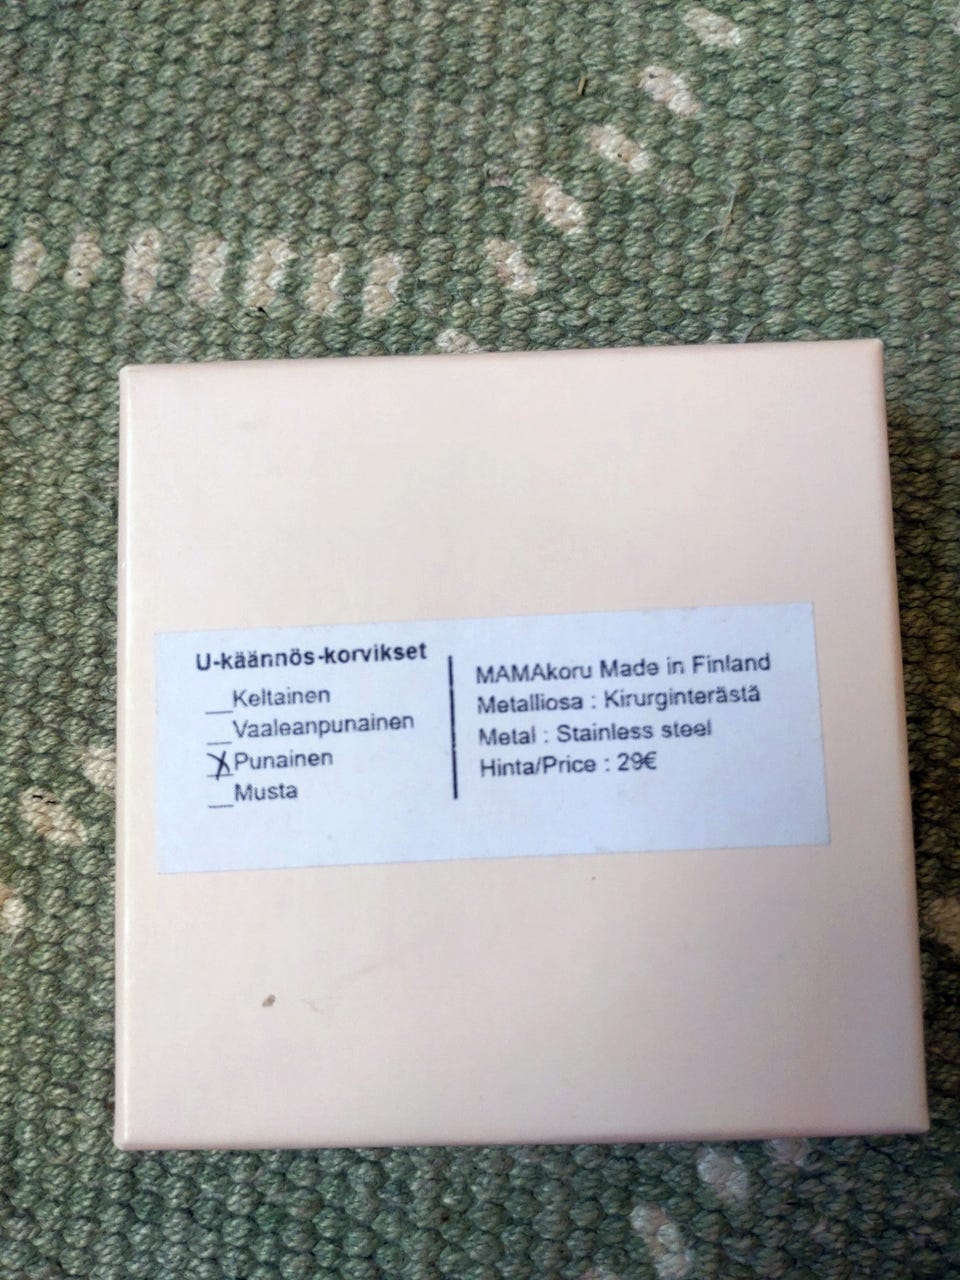 U-käännös-korvikset
__Keltainen
__Vaaleanpunainen
X Punainen
__Musta
MAMAkoru Made in Finland
Metalliosa : Kirurginterästä
Metal : Stainless steel
Hinta/Price : 29€